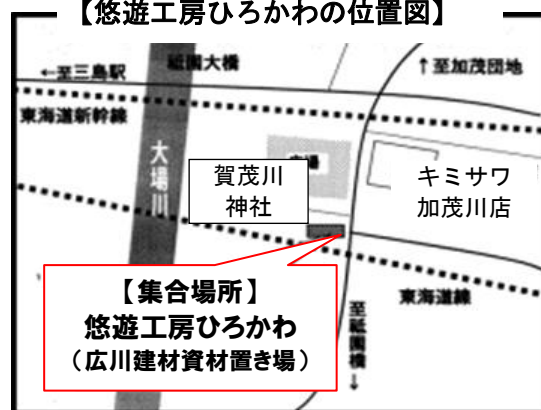 【悠遊工房ひろかわの位置図】
←至三島駅
祗園大橋
↑至加茂団地
東海道新幹線
大場川
賀茂川
神社
キミサワ
加茂川店
【集合場所】
悠遊工房ひろかわ
（広川建材資材置き場）
東海道線
至祗園橋↓